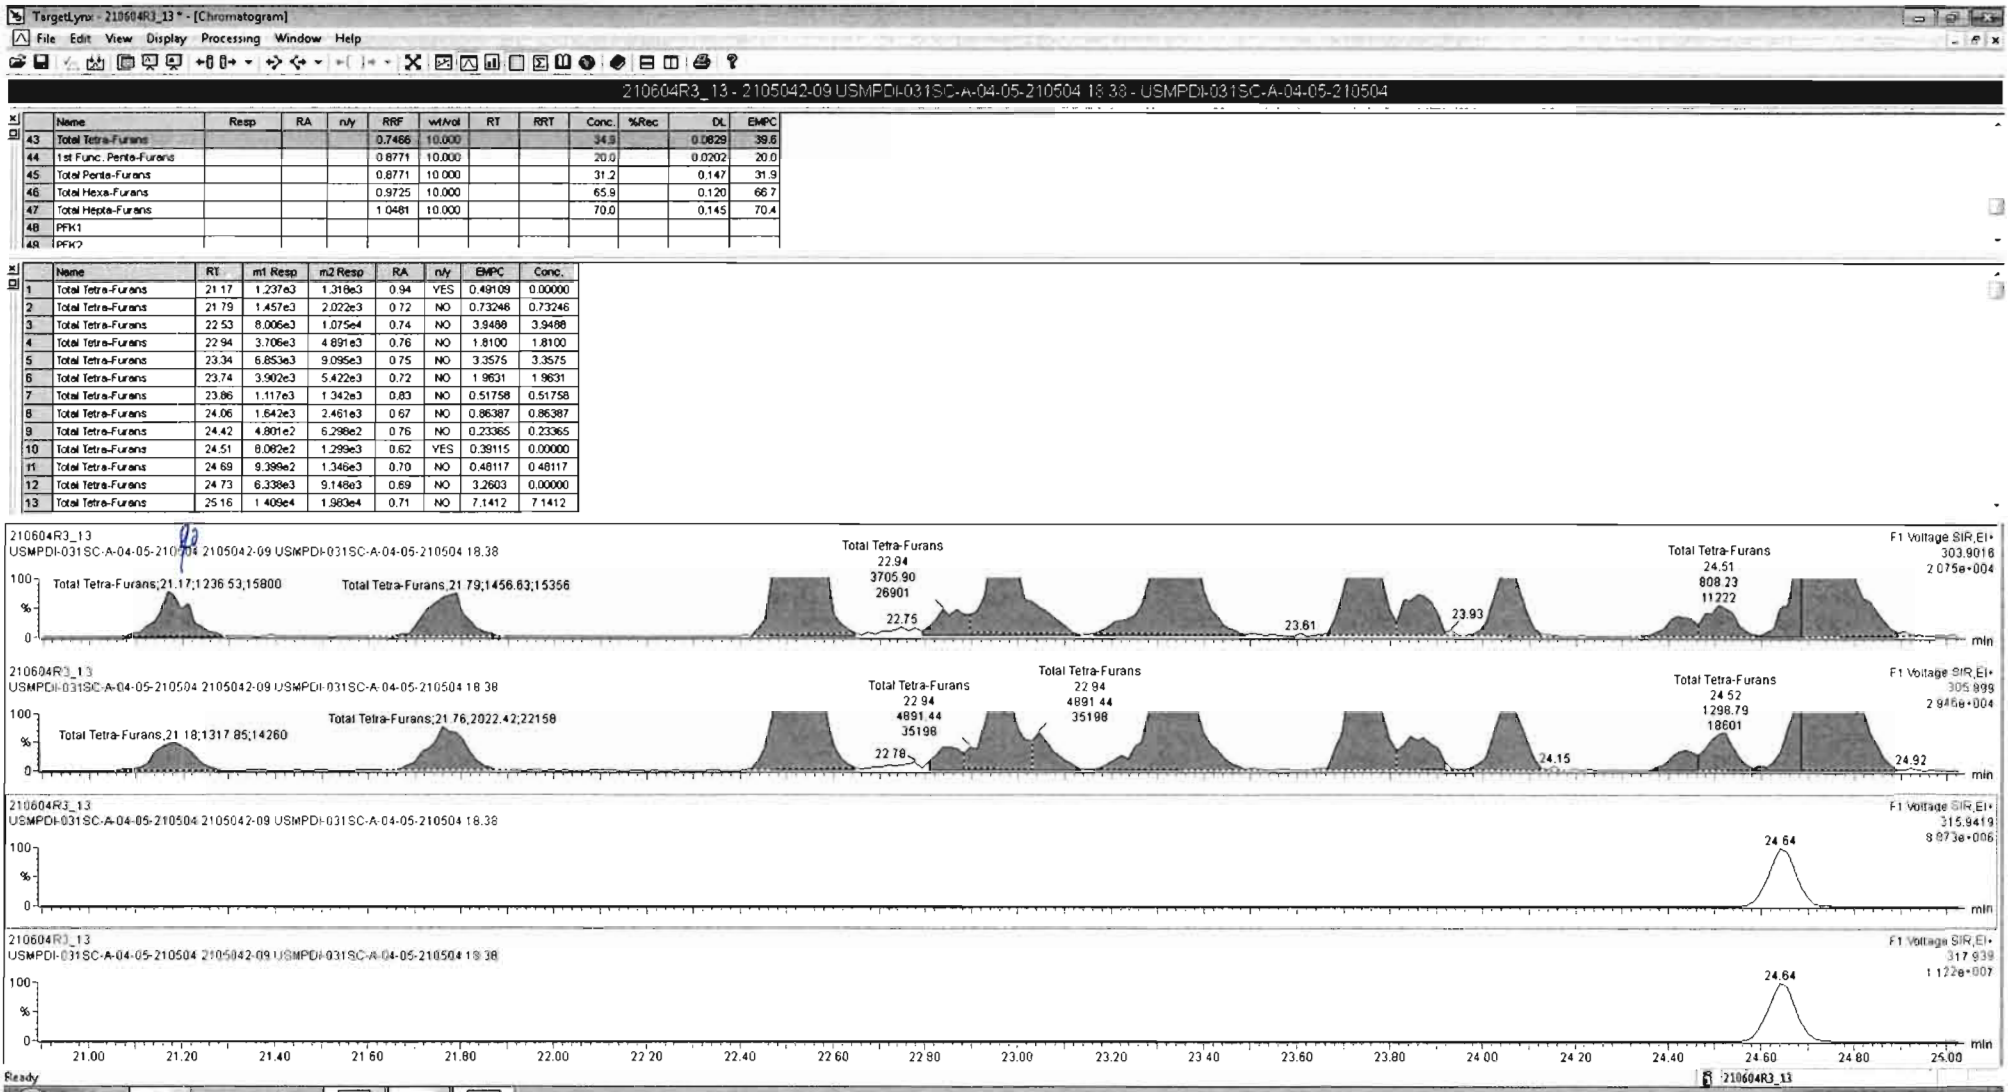 TargetLynx - 210604R3_13 * - [Chromatogram]
File Edit View Display Processing Window Help
210604R3_13 - 2105042-09 USMPDI-031SC-A-04-05-210504 18.38 - USMPDI-031SC-A-04-05-210504
Name Resp RA n/y RRF wt/vol RT RRT Conc. %Rec DL EMPC
43 Total Tetra-Furans 0.7466 10.000 34.9 0.0829 39.6
44 1st Func. Penta-Furans 0.8771 10.000 20.0 0.0202 20.0
45 Total Penta-Furans 0.8771 10.000 31.2 0.147 31.9
46 Total Hexa-Furans 0.9725 10.000 65.9 0.120 66.7
47 Total Hepta-Furans 1.0481 10.000 70.0 0.145 70.4
48 PFK1
49 PFK2
Name RT m1 Resp m2 Resp RA n/y EMPC Conc.
1 Total Tetra-Furans 21.17 1.237e3 1.318e3 0.94 YES 0.49109 0.00000
2 Total Tetra-Furans 21.79 1.457e3 2.022e3 0.72 NO 0.73246 0.73246
3 Total Tetra-Furans 22.53 8.006e3 1.075e4 0.74 NO 3.9488 3.9488
4 Total Tetra-Furans 22.94 3.706e3 4.891e3 0.76 NO 1.8100 1.8100
5 Total Tetra-Furans 23.34 6.853e3 9.095e3 0.75 NO 3.3575 3.3575
6 Total Tetra-Furans 23.74 3.902e3 5.422e3 0.72 NO 1.9631 1.9631
7 Total Tetra-Furans 23.86 1.117e3 1.342e3 0.83 NO 0.51758 0.51758
8 Total Tetra-Furans 24.06 1.642e3 2.461e3 0.67 NO 0.86387 0.86387
9 Total Tetra-Furans 24.42 4.801e2 6.298e2 0.76 NO 0.23365 0.23365
10 Total Tetra-Furans 24.51 8.082e2 1.299e3 0.62 YES 0.39115 0.00000
11 Total Tetra-Furans 24.69 9.399e2 1.346e3 0.70 NO 0.48117 0.48117
12 Total Tetra-Furans 24.73 6.338e3 9.148e3 0.69 NO 3.2603 0.00000
13 Total Tetra-Furans 25.16 1.409e4 1.983e4 0.71 NO 7.1412 7.1412
210604R3_13
USMPDI-031SC-A-04-05-210504 2105042-09 USMPDI-031SC-A-04-05-210504 18.38
F1 Voltage SIR,EI+
303.9016
2.075e+004
Total Tetra-Furans
22.94
3705.90
26901
Total Tetra-Furans
24.51
808.23
11222
100
Total Tetra-Furans;21.17;1236.53;15800
Total Tetra-Furans;21.79;1456.63;15356
%
22.75
23.61
23.93
0
min
210604R3_13
USMPDI-031SC-A-04-05-210504 2105042-09 USMPDI-031SC-A-04-05-210504 18.38
F1 Voltage SIR,EI+
305.899
2.946e+004
Total Tetra-Furans
22.94
4891.44
35198
Total Tetra-Furans
22.94
4891.44
35198
Total Tetra-Furans
24.52
1298.79
18601
100
Total Tetra-Furans;21.18;1317.85;14260
Total Tetra-Furans;21.76;2022.42;22158
%
22.78
24.15
24.92
0
min
210604R3_13
USMPDI-031SC-A-04-05-210504 2105042-09 USMPDI-031SC-A-04-05-210504 18.38
F1 Voltage SIR,EI+
315.9419
8.873e+006
100
24.64
%
0
min
210604R3_13
USMPDI-031SC-A-04-05-210504 2105042-09 USMPDI-031SC-A-04-05-210504 18.38
F1 Voltage SIR,EI+
317.939
1.122e+007
100
24.64
%
0
min
21.00 21.20 21.40 21.60 21.80 22.00 22.20 22.40 22.60 22.80 23.00 23.20 23.40 23.60 23.80 24.00 24.20 24.40 24.60 24.80 25.00
Ready
210604R3_13